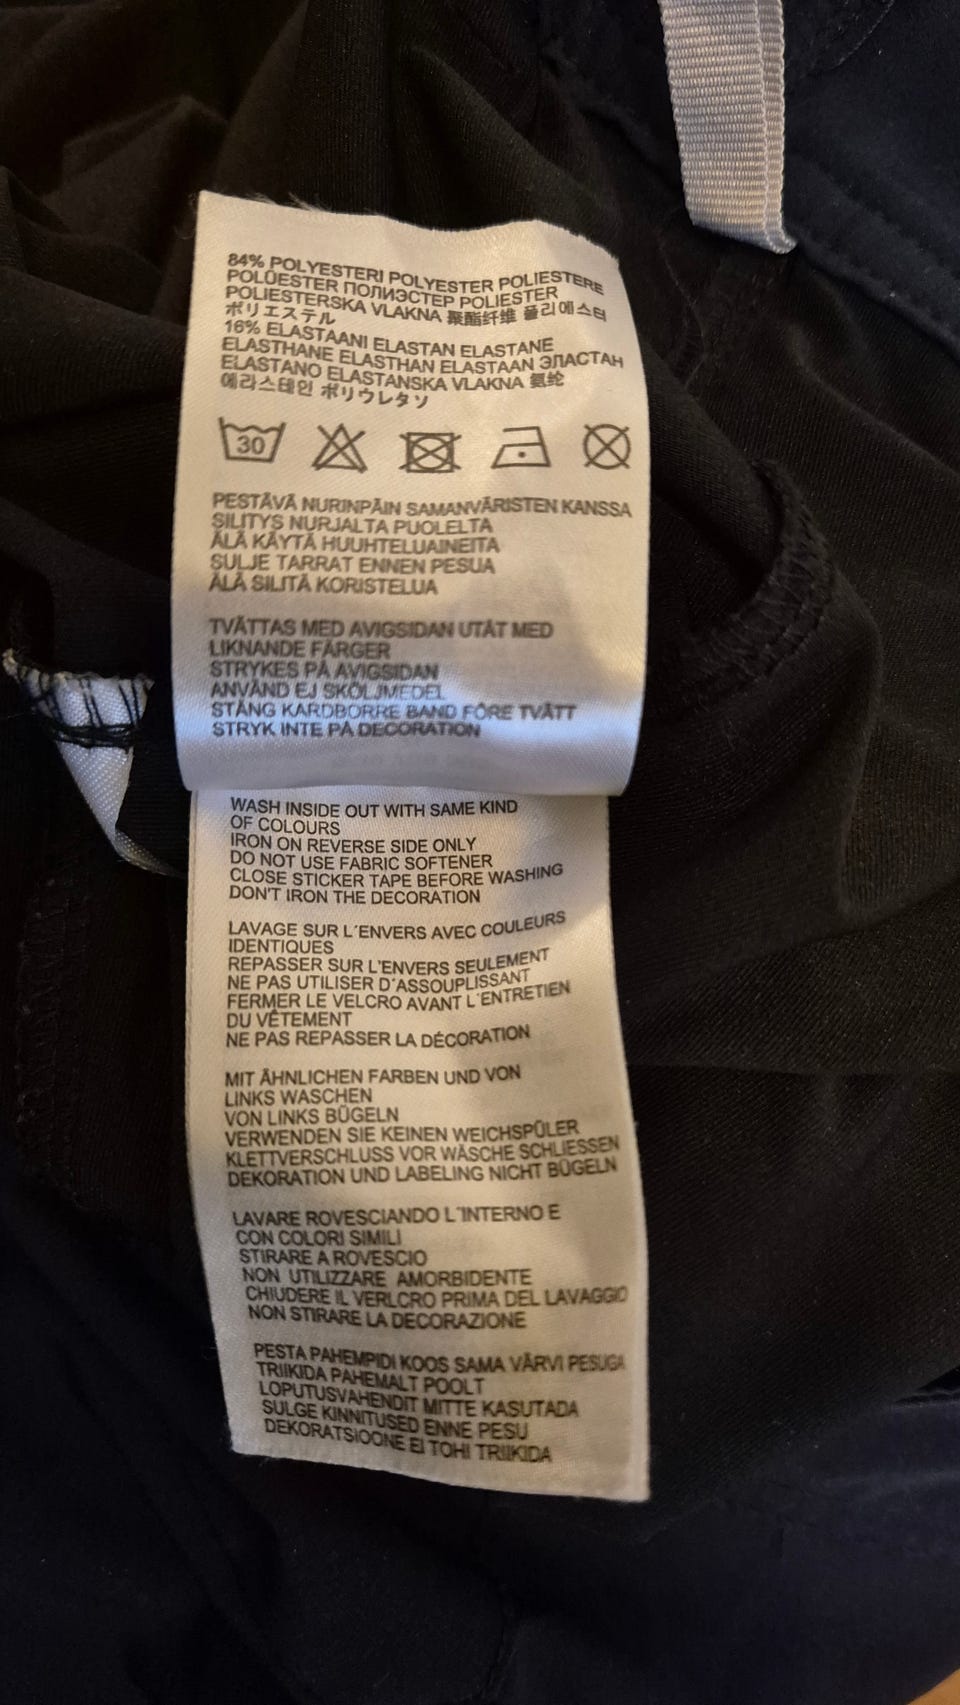 84% POLYESTERI POLYESTER POLIESTERE
POLÜESTER ПОЛИЭСТЕР POLIESTER
POLIESTERSKA VLAKNA 聚酯纤维 폴리에스터
ポリエステル
16% ELASTAANI ELASTAN ELASTANE
ELASTHANE ELASTHAN ELASTAAN ЭЛАСТАН
ELASTANO ELASTANSKA VLAKNA 氨纶
에라스테인 ポリウレタソ
30
PESTÄVÄ NURINPÄIN SAMANVÄRISTEN KANSSA
SILITYS NURJALTA PUOLELTA
ÄLÄ KÄYTÄ HUUHTELUAINEITA
SULJE TARRAT ENNEN PESUA
ÄLÄ SILITÄ KORISTELUA
TVÄTTAS MED AVIGSIDAN UTÅT MED
LIKNANDE FÄRGER
STRYKES PÅ AVIGSIDAN
ANVÄND EJ SKÖLJMEDEL
STÄNG KARDBORRE BAND FÖRE TVÄTT
STRYK INTE PÅ DECORATION
WASH INSIDE OUT WITH SAME KIND
OF COLOURS
IRON ON REVERSE SIDE ONLY
DO NOT USE FABRIC SOFTENER
CLOSE STICKER TAPE BEFORE WASHING
DON'T IRON THE DECORATION
LAVAGE SUR L´ENVERS AVEC COULEURS
IDENTIQUES
REPASSER SUR L'ENVERS SEULEMENT
NE PAS UTILISER D'ASSOUPLISSANT
FERMER LE VELCRO AVANT L´ENTRETIEN
DU VÊTEMENT
NE PAS REPASSER LA DÉCORATION
MIT ÄHNLICHEN FARBEN UND VON
LINKS WASCHEN
VON LINKS BÜGELN
VERWENDEN SIE KEINEN WEICHSPÜLER
KLETTVERSCHLUSS VOR WÄSCHE SCHLIESSEN
DEKORATION UND LABELING NICHT BÜGELN
LAVARE ROVESCIANDO L´INTERNO E
CON COLORI SIMILI
STIRARE A ROVESCIO
NON UTILIZZARE AMORBIDENTE
CHIUDERE IL VERLCRO PRIMA DEL LAVAGGIO
NON STIRARE LA DECORAZIONE
PESTA PAHEMPIDI KOOS SAMA VÄRVI PESUGA
TRIIKIDA PAHEMALT POOLT
LOPUTUSVAHENDIT MITTE KASUTADA
SULGE KINNITUSED ENNE PESU
DEKORATSIOONE EI TOHI TRIIKIDA